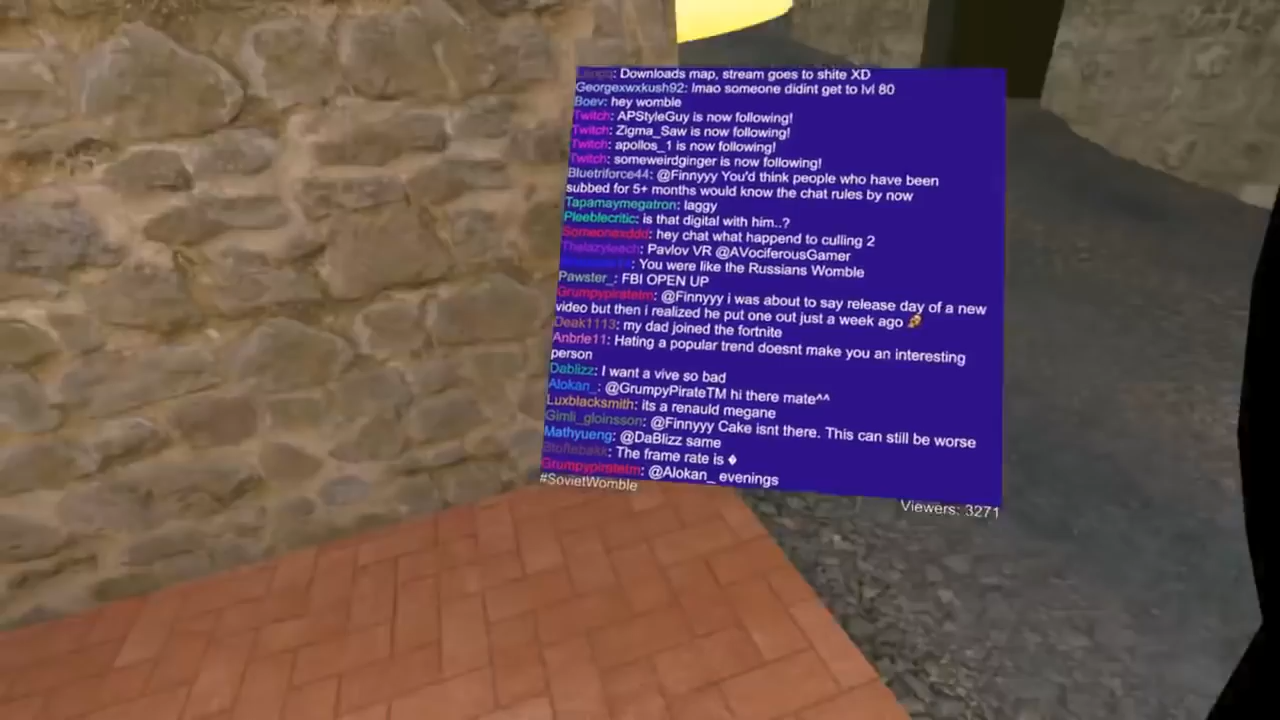 : Downloads map, stream goes to shite XD
Georgexwxkush92: lmao someone didint get to lvl 80
Boev: hey womble
Twitch: APStyleGuy is now following!
Twitch: Zigma_Saw is now following!
Twitch: apollos_1 is now following!
Twitch: someweirdginger is now following!
Bluetriforce44: @Finnyyy You'd think people who have been
subbed for 5+ months would know the chat rules by now
Tapamaymegatron: laggy
Pleeblecritic: is that digital with him..?
Someonexddd: hey chat what happend to culling 2
Thelazyleech: Pavlov VR @AVociferousGamer
: You were like the Russians Womble
Pawster_: FBI OPEN UP
Grumpypiratetm: @Finnyyy i was about to say release day of a new
video but then i realized he put one out just a week ago
Deak1113: my dad joined the fortnite
Anbrle11: Hating a popular trend doesnt make you an interesting
person
Dablizz: I want a vive so bad
Alokan_: @GrumpyPirateTM hi there mate^^
Luxblacksmith: its a renauld megane
Gimli_gloinsson: @Finnyyy Cake isnt there. This can still be worse
Mathyueng: @DaBlizz same
: The frame rate is �
Grumpypiratetm: @Alokan_ evenings
#SovietWomble
Viewers: 3271